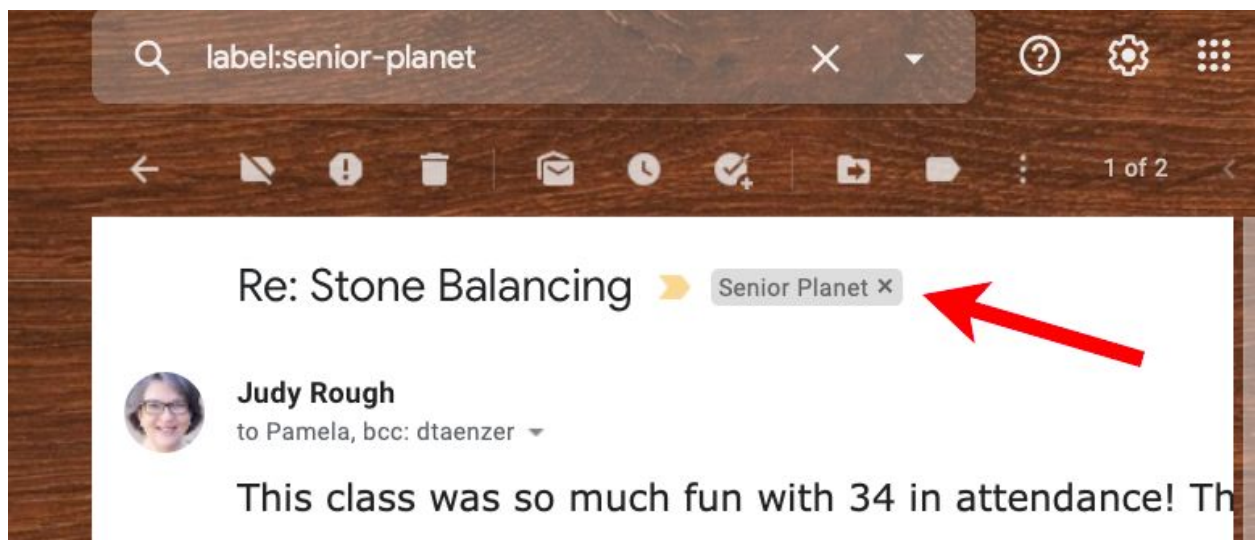 label:senior-planet
1 of 2
Re: Stone Balancing Senior Planet
Judy Rough
to Pamela, bcc: dtaenzer
This class was so much fun with 34 in attendance! Th